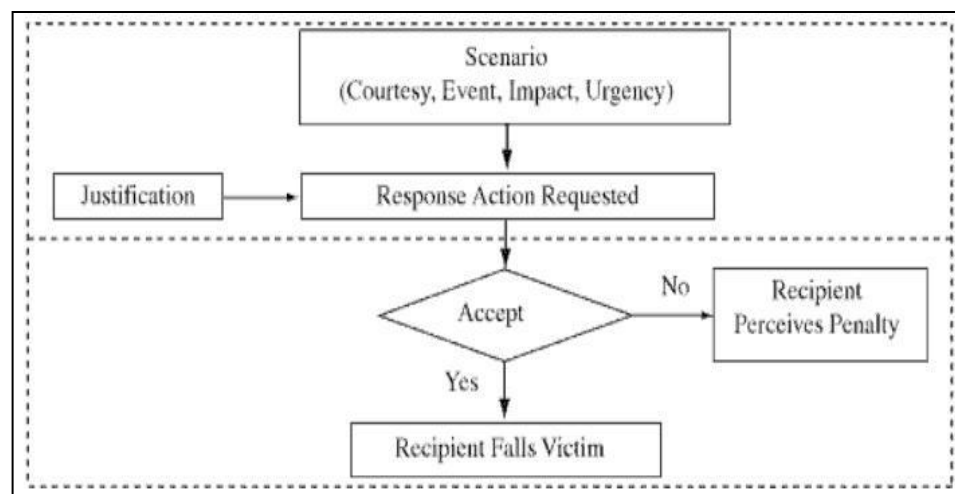 Scenario
(Courtesy, Event, Impact, Urgency)
Justification
Response Action Requested
Accept
No
Recipient
Perceives Penalty
Yes
Recipient Falls Victim